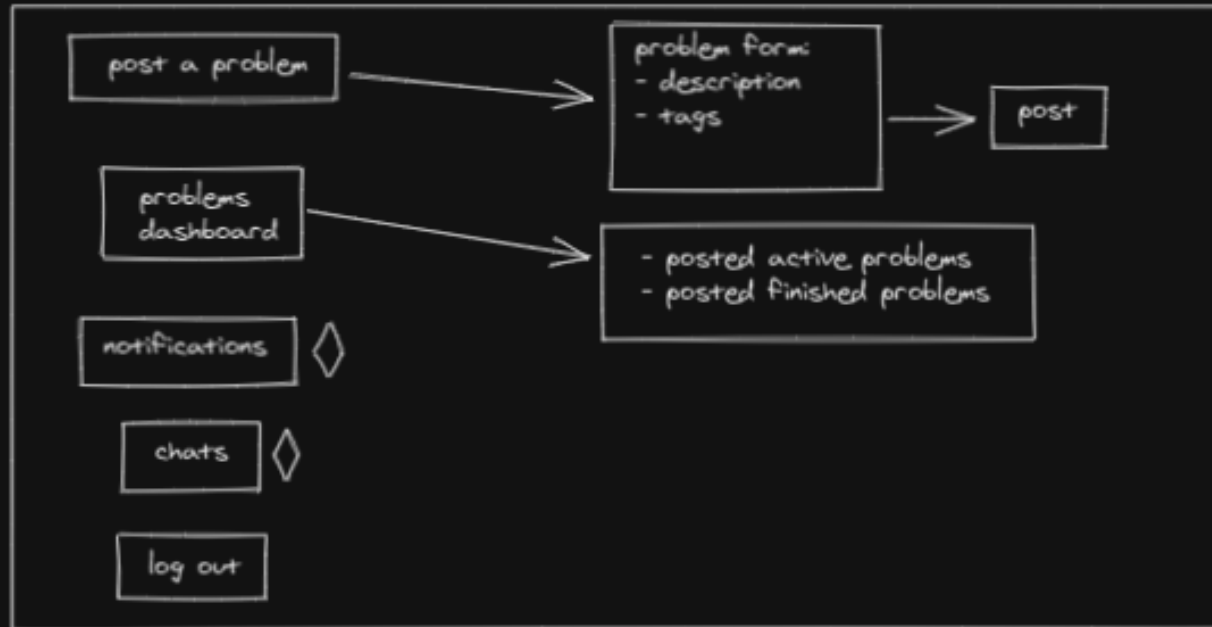 post a problem
problem form:
- description
- tags
post
problems
dashboard
- posted active problems
- posted finished problems
notifications
chats
log out